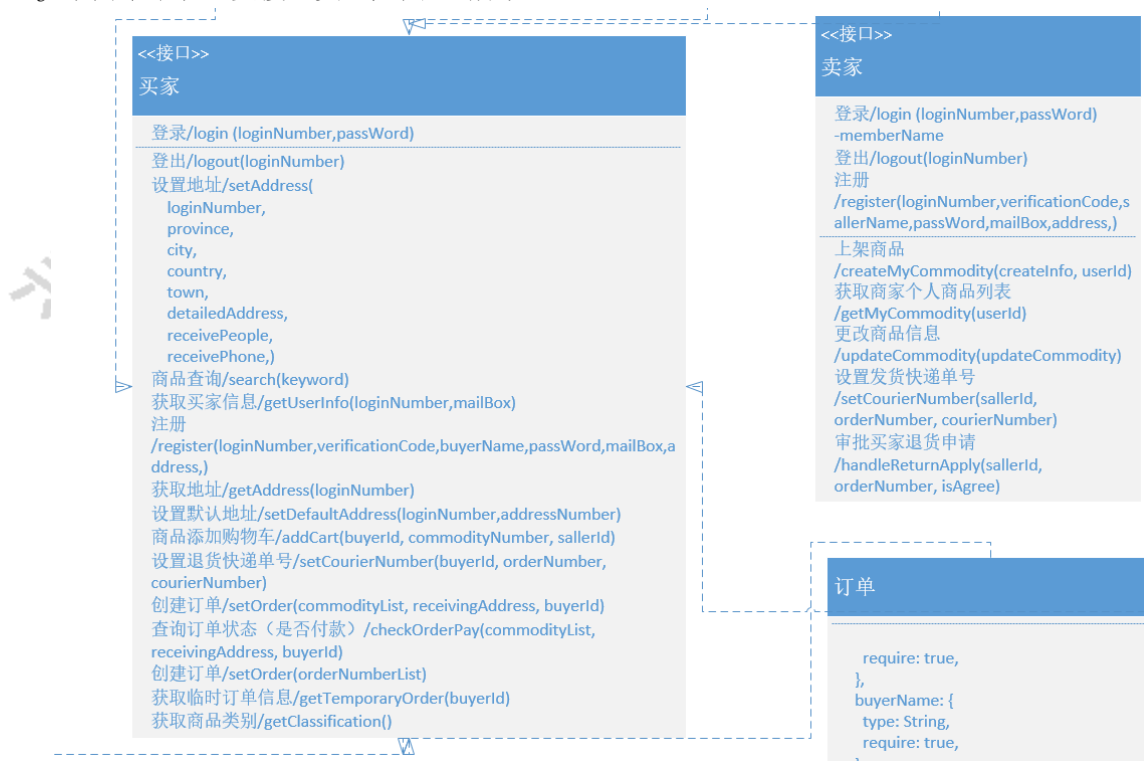 <<接口>>
买家
登录/login (loginNumber,passWord)
登出/logout(loginNumber)
设置地址/setAddress(
loginNumber,
province,
city,
country,
town,
detailedAddress,
receivePeople,
receivePhone,)
商品查询/search(keyword)
获取买家信息/getUserInfo(loginNumber,mailBox)
注册
/register(loginNumber,verificationCode,buyerName,passWord,mailBox,a
ddress,)
获取地址/getAddress(loginNumber)
设置默认地址/setDefaultAddress(loginNumber,addressNumber)
商品添加购物车/addCart(buyerId, commodityNumber, sallerId)
设置退货快递单号/setCourierNumber(buyerId, orderNumber,
courierNumber)
创建订单/setOrder(commodityList, receivingAddress, buyerId)
查询订单状态（是否付款）/checkOrderPay(commodityList,
receivingAddress, buyerId)
创建订单/setOrder(orderNumberList)
获取临时订单信息/getTemporaryOrder(buyerId)
获取商品类别/getClassification()
<<接口>>
卖家
登录/login (loginNumber,passWord)
-memberName
登出/logout(loginNumber)
注册
/register(loginNumber,verificationCode,s
allerName,passWord,mailBox,address,)
上架商品
/createMyCommodity(createInfo, userId)
获取商家个人商品列表
/getMyCommodity(userId)
更改商品信息
/updateCommodity(updateCommodity)
设置发货快递单号
/setCourierNumber(sallerId,
orderNumber, courierNumber)
审批买家退货申请
/handleReturnApply(sallerId,
orderNumber, isAgree)
订单
require: true,
},
buyerName: {
type: String,
require: true,